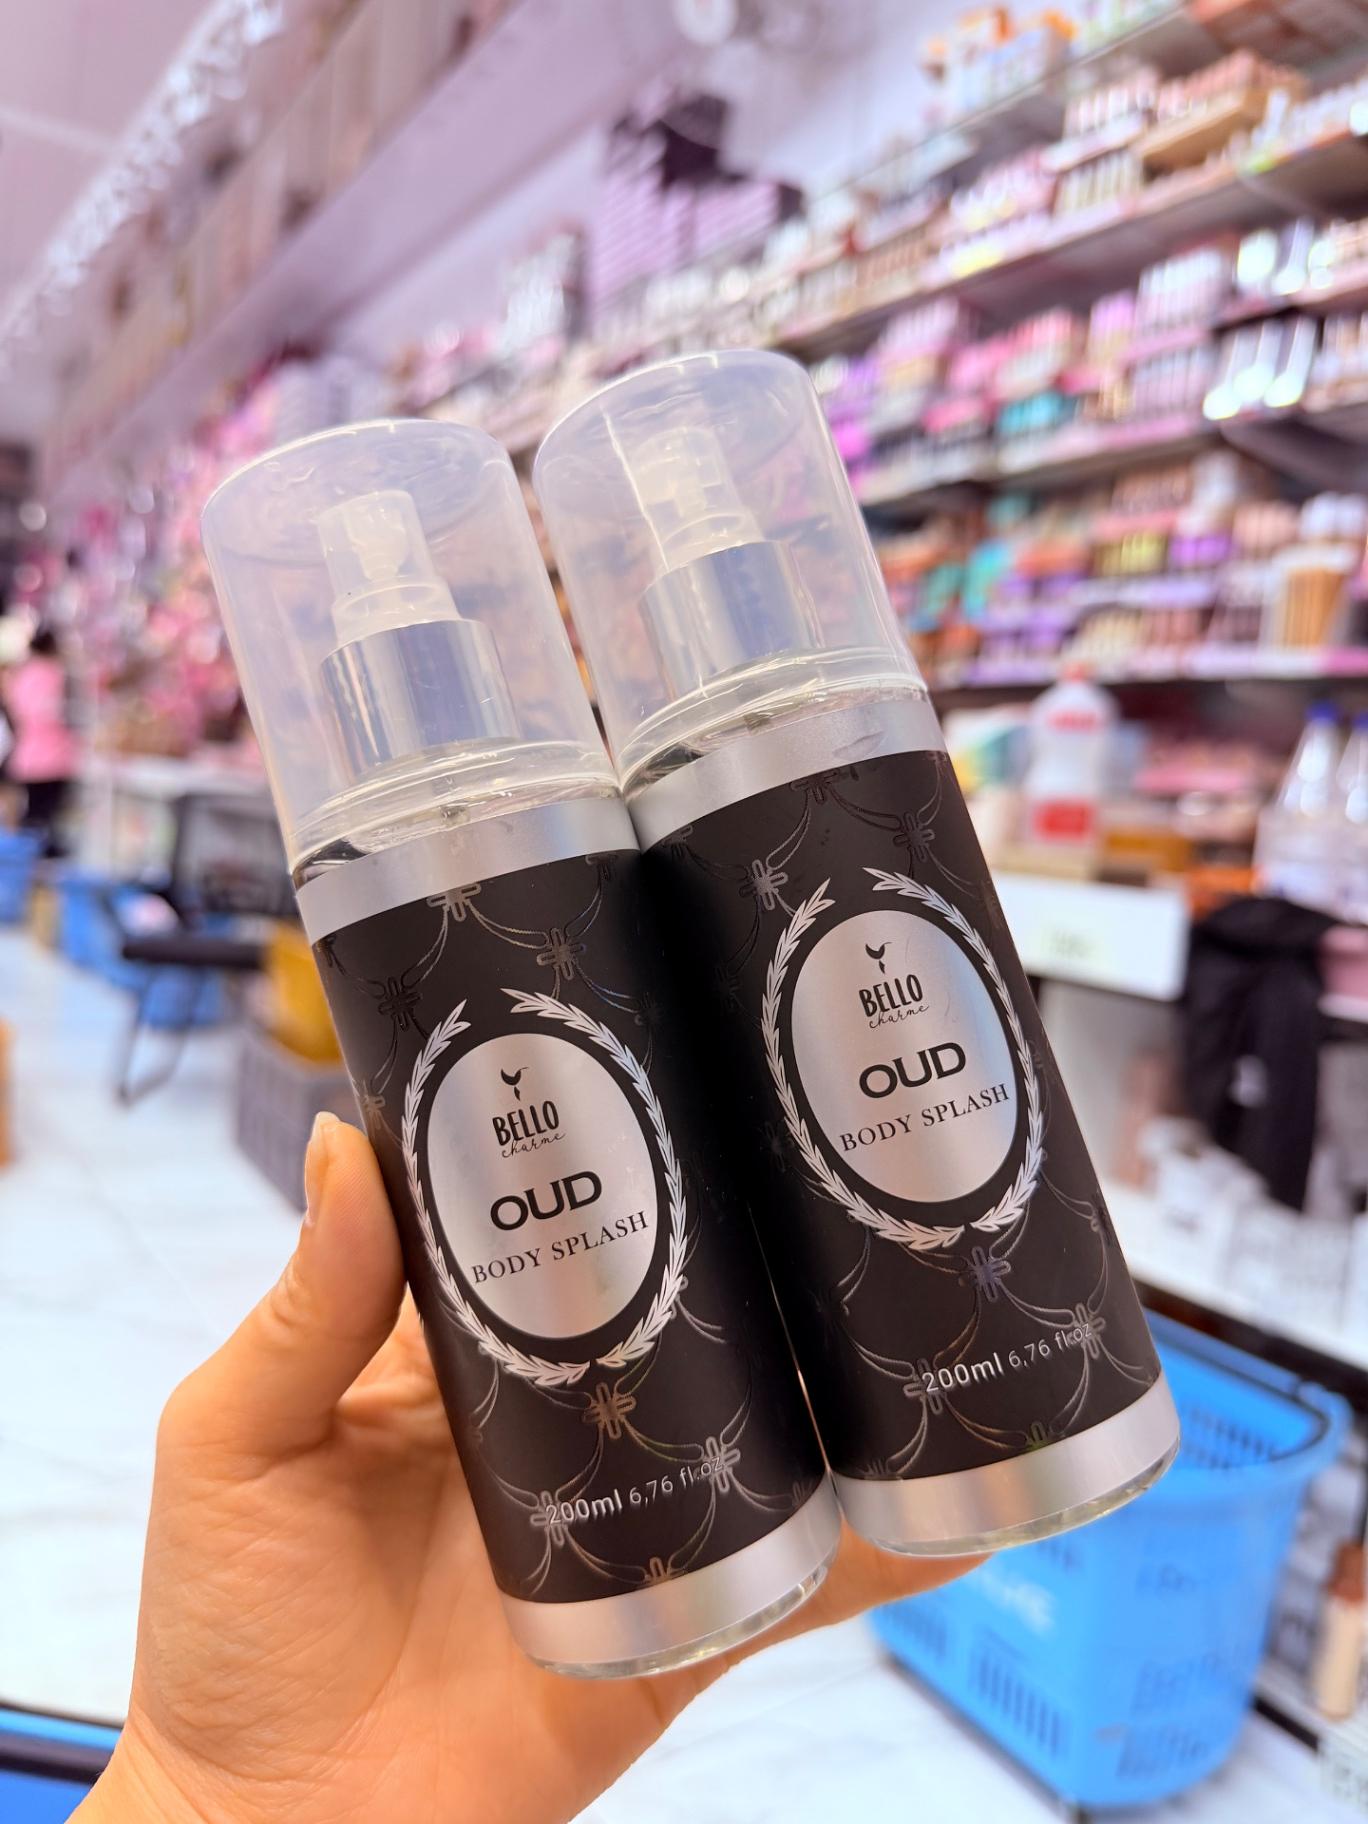 BELLO
charme
OUD
BODY SPLASH
200ml 6,76 fl.oz
BELLO
charme
OUD
BODY SPLASH
200ml 6,76 fl.oz